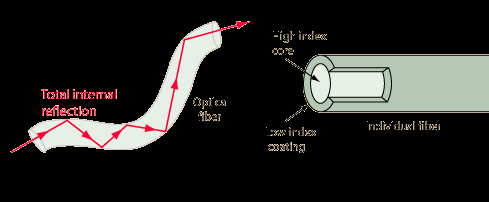 Total internal
reflection
Optical
fiber
High index
core
Low index
coating
Individual fiber